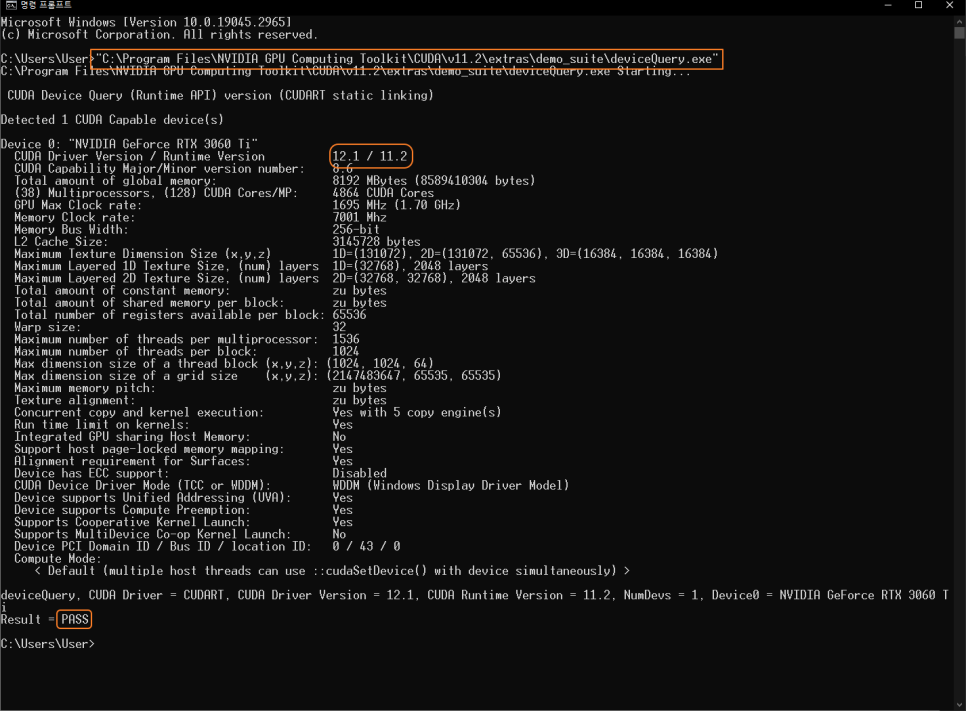 명령 프롬프트
Microsoft Windows [Version 10.0.19045.2965]
(c) Microsoft Corporation. All rights reserved.
C:\Users\User>"C:\Program Files\NVIDIA GPU Computing Toolkit\CUDA\v11.2\extras\demo_suite\deviceQuery.exe"
C:\Program Files\NVIDIA GPU Computing Toolkit\CUDA\v11.2\extras\demo_suite\deviceQuery.exe Starting...
CUDA Device Query (Runtime API) version (CUDART static linking)
Detected 1 CUDA Capable device(s)
Device 0: "NVIDIA GeForce RTX 3060 Ti"
CUDA Driver Version / Runtime Version 12.1 / 11.2
CUDA Capability Major/Minor version number: 8.6
Total amount of global memory: 8192 MBytes (8589410304 bytes)
(38) Multiprocessors, (128) CUDA Cores/MP: 4864 CUDA Cores
GPU Max Clock rate: 1695 MHz (1.70 GHz)
Memory Clock rate: 7001 Mhz
Memory Bus Width: 256-bit
L2 Cache Size: 3145728 bytes
Maximum Texture Dimension Size (x,y,z) 1D=(131072), 2D=(131072, 65536), 3D=(16384, 16384, 16384)
Maximum Layered 1D Texture Size, (num) layers 1D=(32768), 2048 layers
Maximum Layered 2D Texture Size, (num) layers 2D=(32768, 32768), 2048 layers
Total amount of constant memory: zu bytes
Total amount of shared memory per block: zu bytes
Total number of registers available per block: 65536
Warp size: 32
Maximum number of threads per multiprocessor: 1536
Maximum number of threads per block: 1024
Max dimension size of a thread block (x,y,z): (1024, 1024, 64)
Max dimension size of a grid size (x,y,z): (2147483647, 65535, 65535)
Maximum memory pitch: zu bytes
Texture alignment: zu bytes
Concurrent copy and kernel execution: Yes with 5 copy engine(s)
Run time limit on kernels: Yes
Integrated GPU sharing Host Memory: No
Support host page-locked memory mapping: Yes
Alignment requirement for Surfaces: Yes
Device has ECC support: Disabled
CUDA Device Driver Mode (TCC or WDDM): WDDM (Windows Display Driver Model)
Device supports Unified Addressing (UVA): Yes
Device supports Compute Preemption: Yes
Supports Cooperative Kernel Launch: Yes
Supports MultiDevice Co-op Kernel Launch: No
Device PCI Domain ID / Bus ID / location ID: 0 / 43 / 0
Compute Mode:
< Default (multiple host threads can use ::cudaSetDevice() with device simultaneously) >
deviceQuery, CUDA Driver = CUDART, CUDA Driver Version = 12.1, CUDA Runtime Version = 11.2, NumDevs = 1, Device0 = NVIDIA GeForce RTX 3060 T
i
Result = PASS
C:\Users\User>